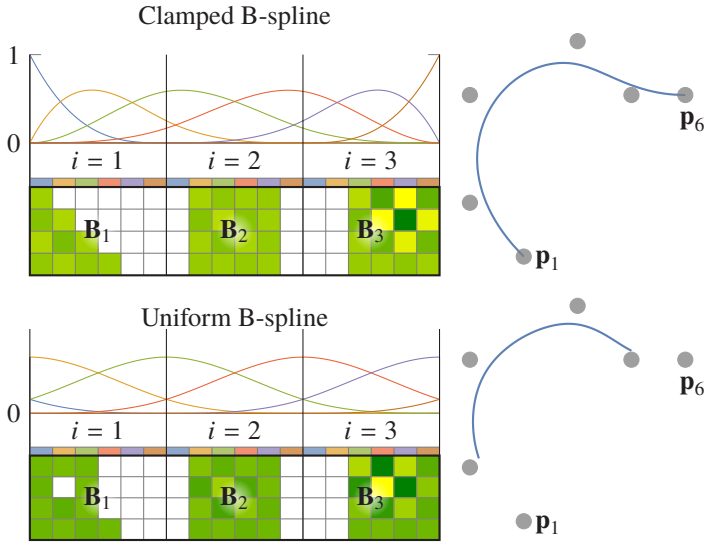 Clamped B-spline
1
0
i = 1 i = 2 i = 3
B₁ B₂ B₃
p₆
p₁
Uniform B-spline
0
i = 1 i = 2 i = 3
B₁ B₂ B₃
p₆
p₁